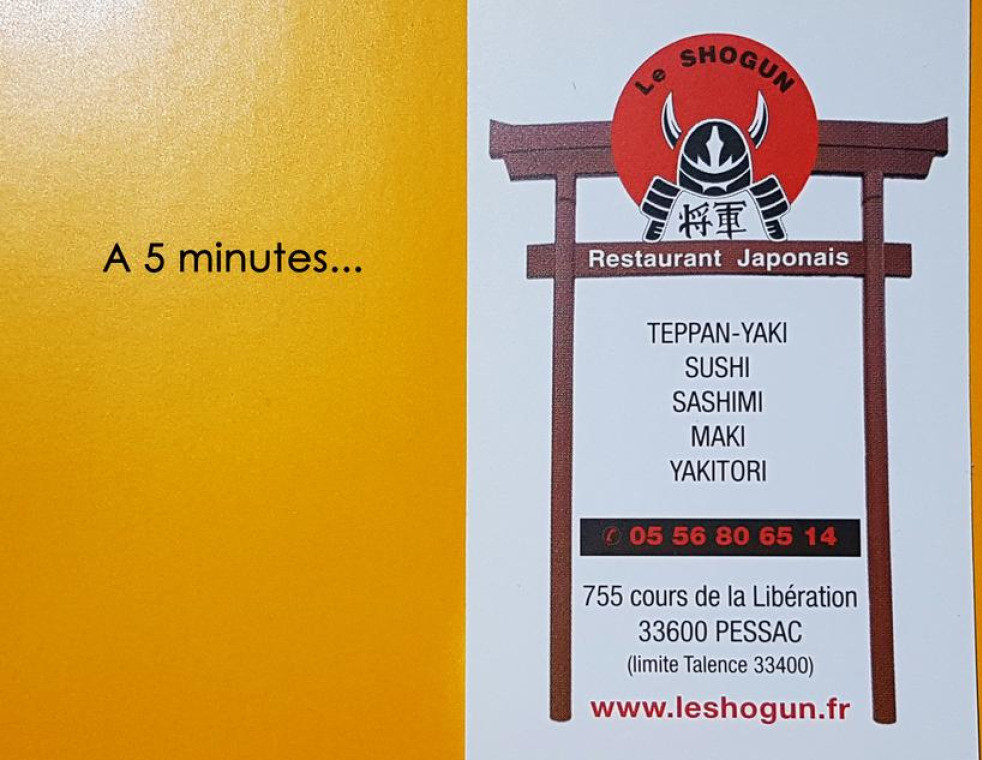 A 5 minutes...
Le SHOGUN
将軍
Restaurant Japonais
TEPPAN-YAKI
SUSHI
SASHIMI
MAKI
YAKITORI
✆ 05 56 80 65 14
755 cours de la Libération
33600 PESSAC
(limite Talence 33400)
www.leshogun.fr